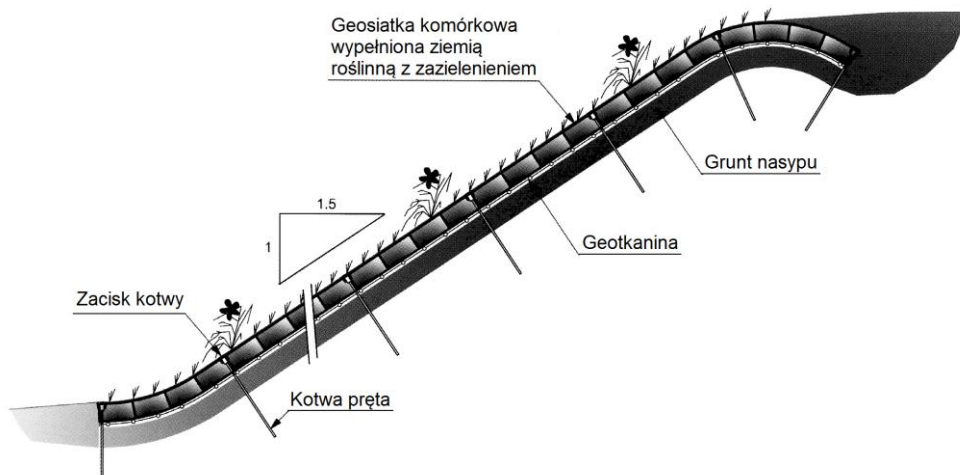 Geosiatka komórkowa
wypełniona ziemią
roślinną z zazielenieniem
Grunt nasypu
1.5
1
Geotkanina
Zacisk kotwy
Kotwa pręta